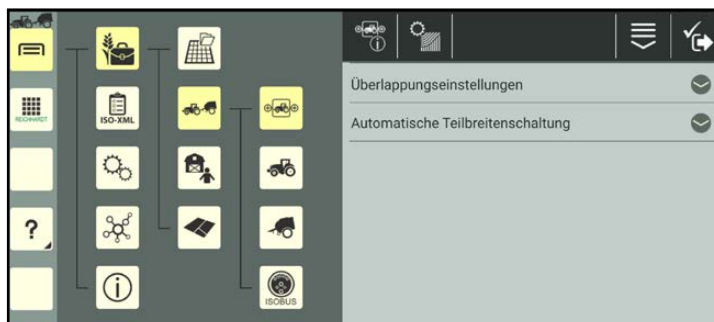 REICHHARDT
ISO-XML
?
i
ISOBUS
i
Überlappungseinstellungen
Automatische Teilbreitenschaltung